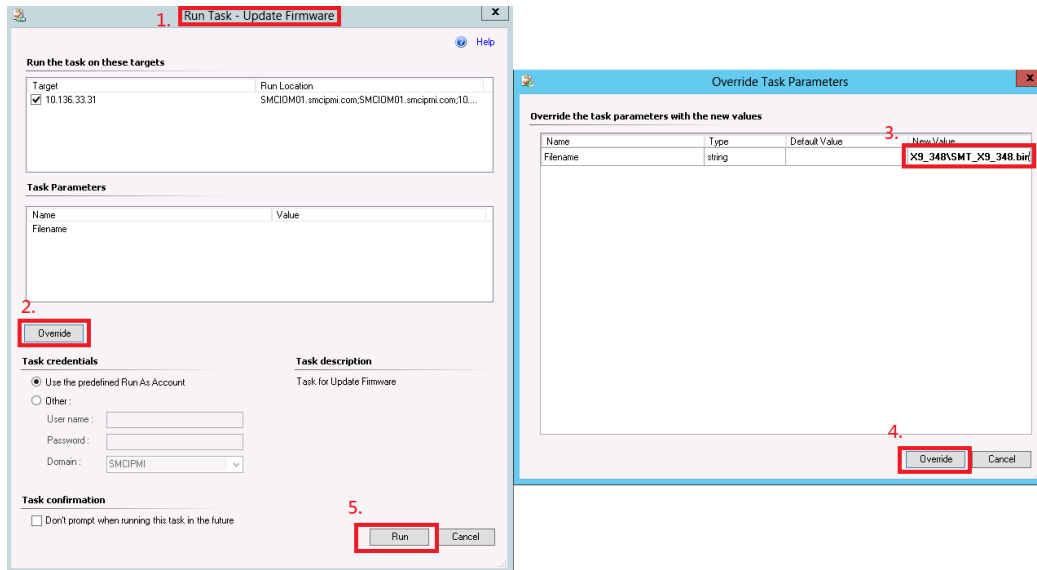 1. Run Task - Update Firmware
x
Help
Run the task on these targets
Target Run Location
10.136.33.31 SMCIOM01.smcipmi.com;SMCIOM01.smcipmi.com;10....
Task Parameters
Name Value
Filename
2.
Override
Task credentials Task description
Use the predefined Run As Account Task for Update Firmware
Other :
User name :
Password :
Domain : SMCIPMI
Task confirmation
Don't prompt when running this task in the future
5.
Run Cancel
Override Task Parameters
x
Override the task parameters with the new values
3.
Name Type Default Value New Value
Filename string X9_348\SMT_X9_348.bin
4.
Override Cancel